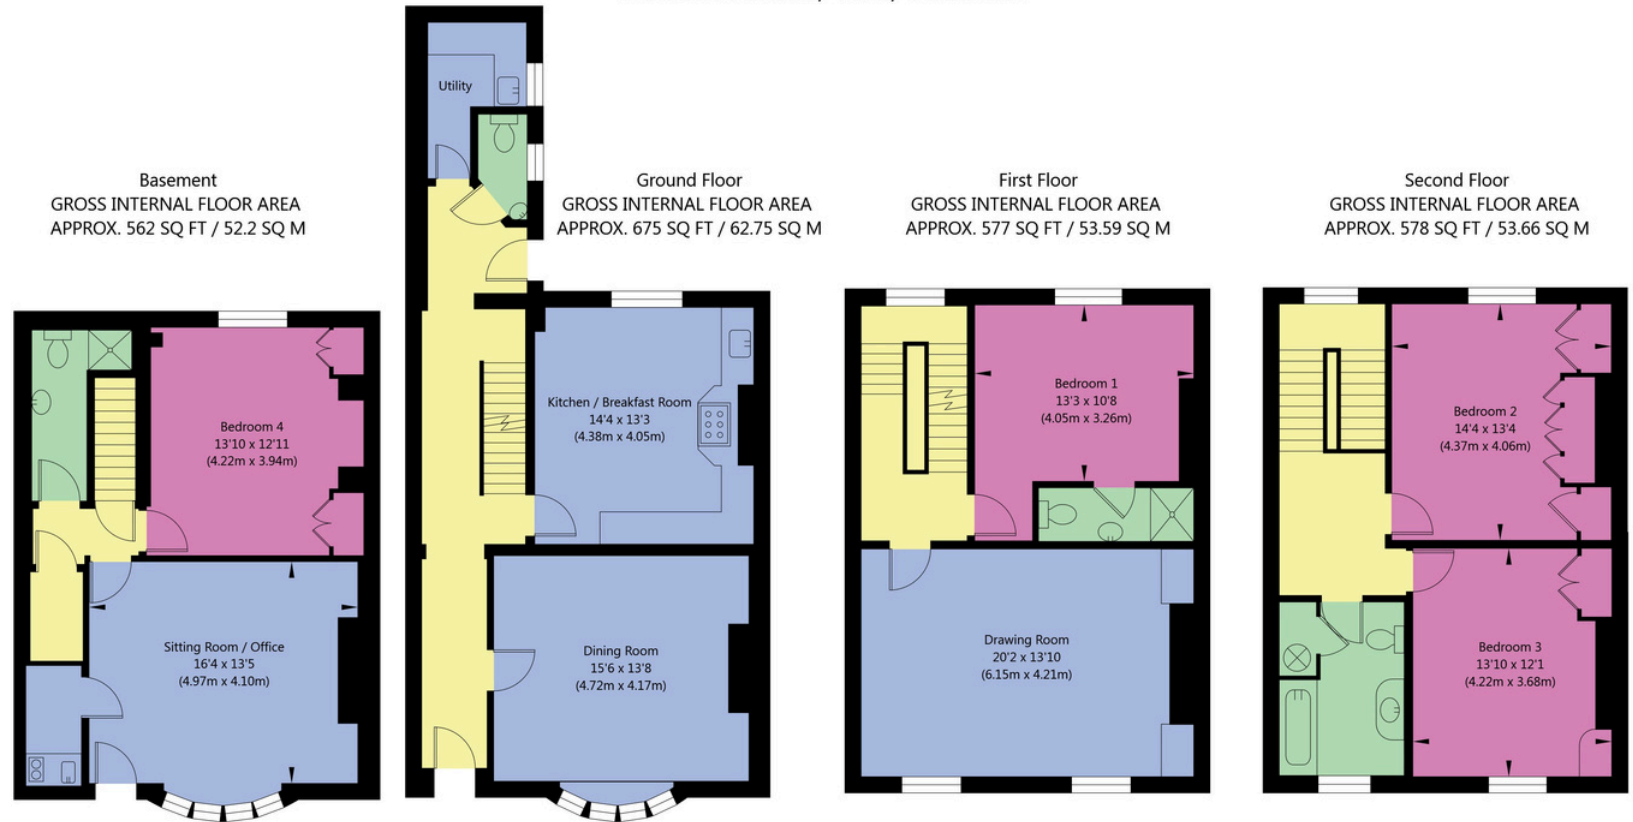 Basement
GROSS INTERNAL FLOOR AREA
APPROX. 562 SQ FT / 52.2 SQ M
Ground Floor
GROSS INTERNAL FLOOR AREA
APPROX. 675 SQ FT / 62.75 SQ M
First Floor
GROSS INTERNAL FLOOR AREA
APPROX. 577 SQ FT / 53.59 SQ M
Second Floor
GROSS INTERNAL FLOOR AREA
APPROX. 578 SQ FT / 53.66 SQ M
Bedroom 4
13'10 x 12'11
(4.22m x 3.94m)
Sitting Room / Office
16'4 x 13'5
(4.97m x 4.10m)
Utility
Kitchen / Breakfast Room
14'4 x 13'3
(4.38m x 4.05m)
Dining Room
15'6 x 13'8
(4.72m x 4.17m)
Bedroom 1
13'3 x 10'8
(4.05m x 3.26m)
Drawing Room
20'2 x 13'10
(6.15m x 4.21m)
Bedroom 2
14'4 x 13'4
(4.37m x 4.06m)
Bedroom 3
13'10 x 12'1
(4.22m x 3.68m)